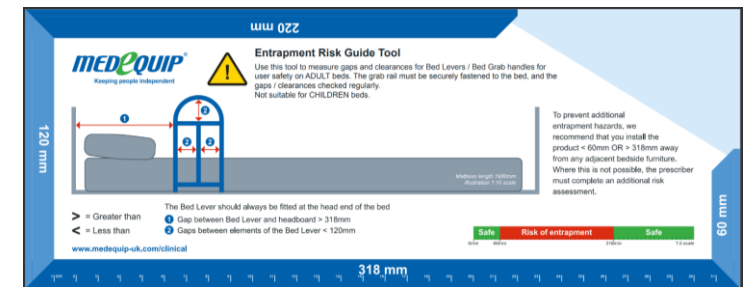 220 mm
MEDEQUIP
Keeping people independent
Entrapment Risk Guide Tool
Use this tool to measure gaps and clearances for Bed Levers / Bed Grab handles for
user safety on ADULT beds. The grab rail must be securely fastened to the bed, and the
gaps / clearances checked regularly.
Not suitable for CHILDREN beds.
120 mm
1
2
2
2
Mattress length 1980mm
Illustration 1:10 scale
To prevent additional
entrapment hazards, we
recommend that you install the
product < 60mm OR > 318mm away
from any adjacent bedside furniture.
Where this is not possible, the prescriber
must complete an additional risk
assessment.
60 mm
The Bed Lever should always be fitted at the head end of the bed
> = Greater than
1 Gap between Bed Lever and headboard > 318mm
< = Less than
2 Gaps between elements of the Bed Lever < 120mm
www.medequip-uk.com/clinical
Safe Risk of entrapment Safe
0mm 60mm 318mm 1:5 scale
318 mm